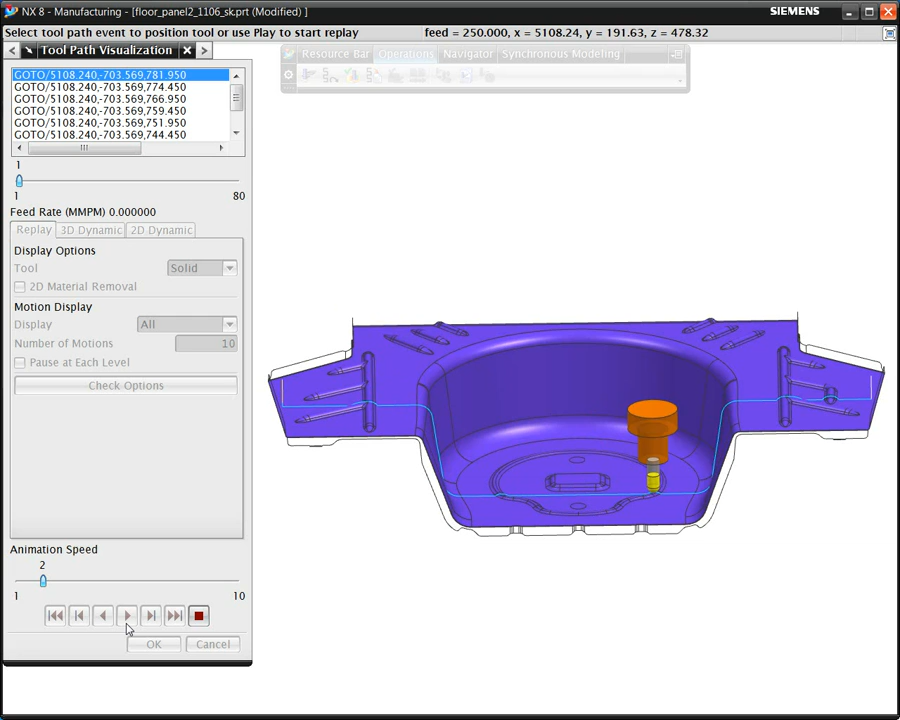 NX 8 - Manufacturing - [floor_panel2_1106_sk.prt (Modified) ]
SIEMENS
Select tool path event to position tool or use Play to start replay
feed = 250.000, x = 5108.24, y = 191.63, z = 478.32
Tool Path Visualization
Resource Bar
Operations
Navigator
Synchronous Modeling
GOTO/5108.240,-703.569,781.950
GOTO/5108.240,-703.569,774.450
GOTO/5108.240,-703.569,766.950
GOTO/5108.240,-703.569,759.450
GOTO/5108.240,-703.569,751.950
GOTO/5108.240,-703.569,744.450
1
1
80
Feed Rate (MMPM) 0.000000
Replay
3D Dynamic
2D Dynamic
Display Options
Tool
Solid
2D Material Removal
Motion Display
Display
All
Number of Motions
10
Pause at Each Level
Check Options
Animation Speed
2
1
10
OK
Cancel